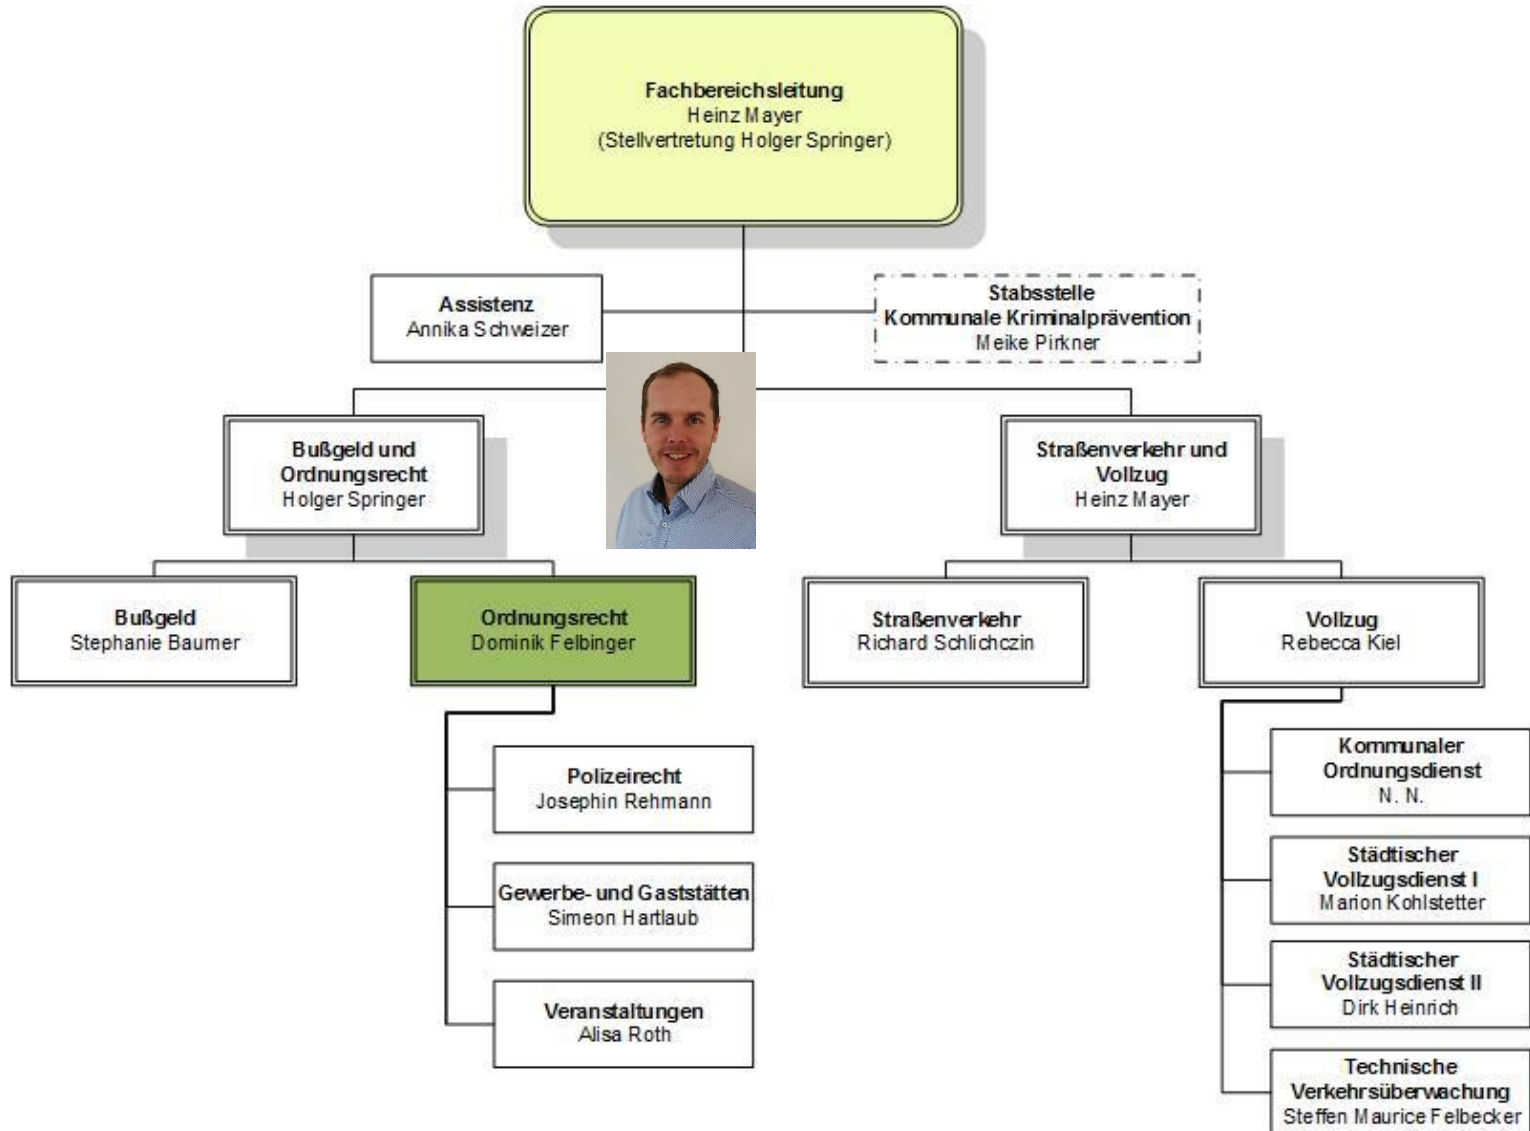 Fachbereichsleitung
Heinz Mayer
(Stellvertretung Holger Springer)
Assistenz
Annika Schweizer
Stabsstelle
Kommunale Kriminalprävention
Meike Pirkner
Bußgeld und
Ordnungsrecht
Holger Springer
Straßenverkehr und
Vollzug
Heinz Mayer
Bußgeld
Stephanie Baumer
Ordnungsrecht
Dominik Felbinger
Straßenverkehr
Richard Schlichczin
Vollzug
Rebecca Kiel
Polizeirecht
Josephin Rehmann
Gewerbe- und Gaststätten
Simeon Hartlaub
Veranstaltungen
Alisa Roth
Kommunaler
Ordnungsdienst
N. N.
Städtischer
Vollzugsdienst I
Marion Kohlstetter
Städtischer
Vollzugsdienst II
Dirk Heinrich
Technische
Verkehrsüberwachung
Steffen Maurice Felbecker